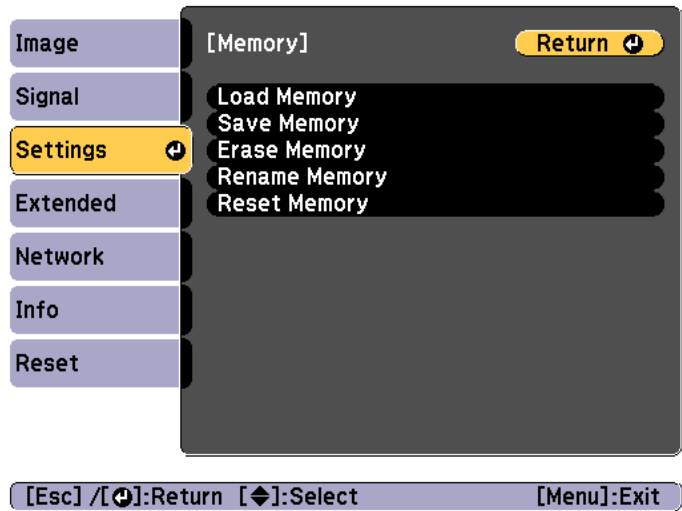 Image
Signal
Settings
Extended
Network
Info
Reset
[Memory]
Return
Load Memory
Save Memory
Erase Memory
Rename Memory
Reset Memory
[Esc] /[⏎]:Return [◆]:Select [Menu]:Exit